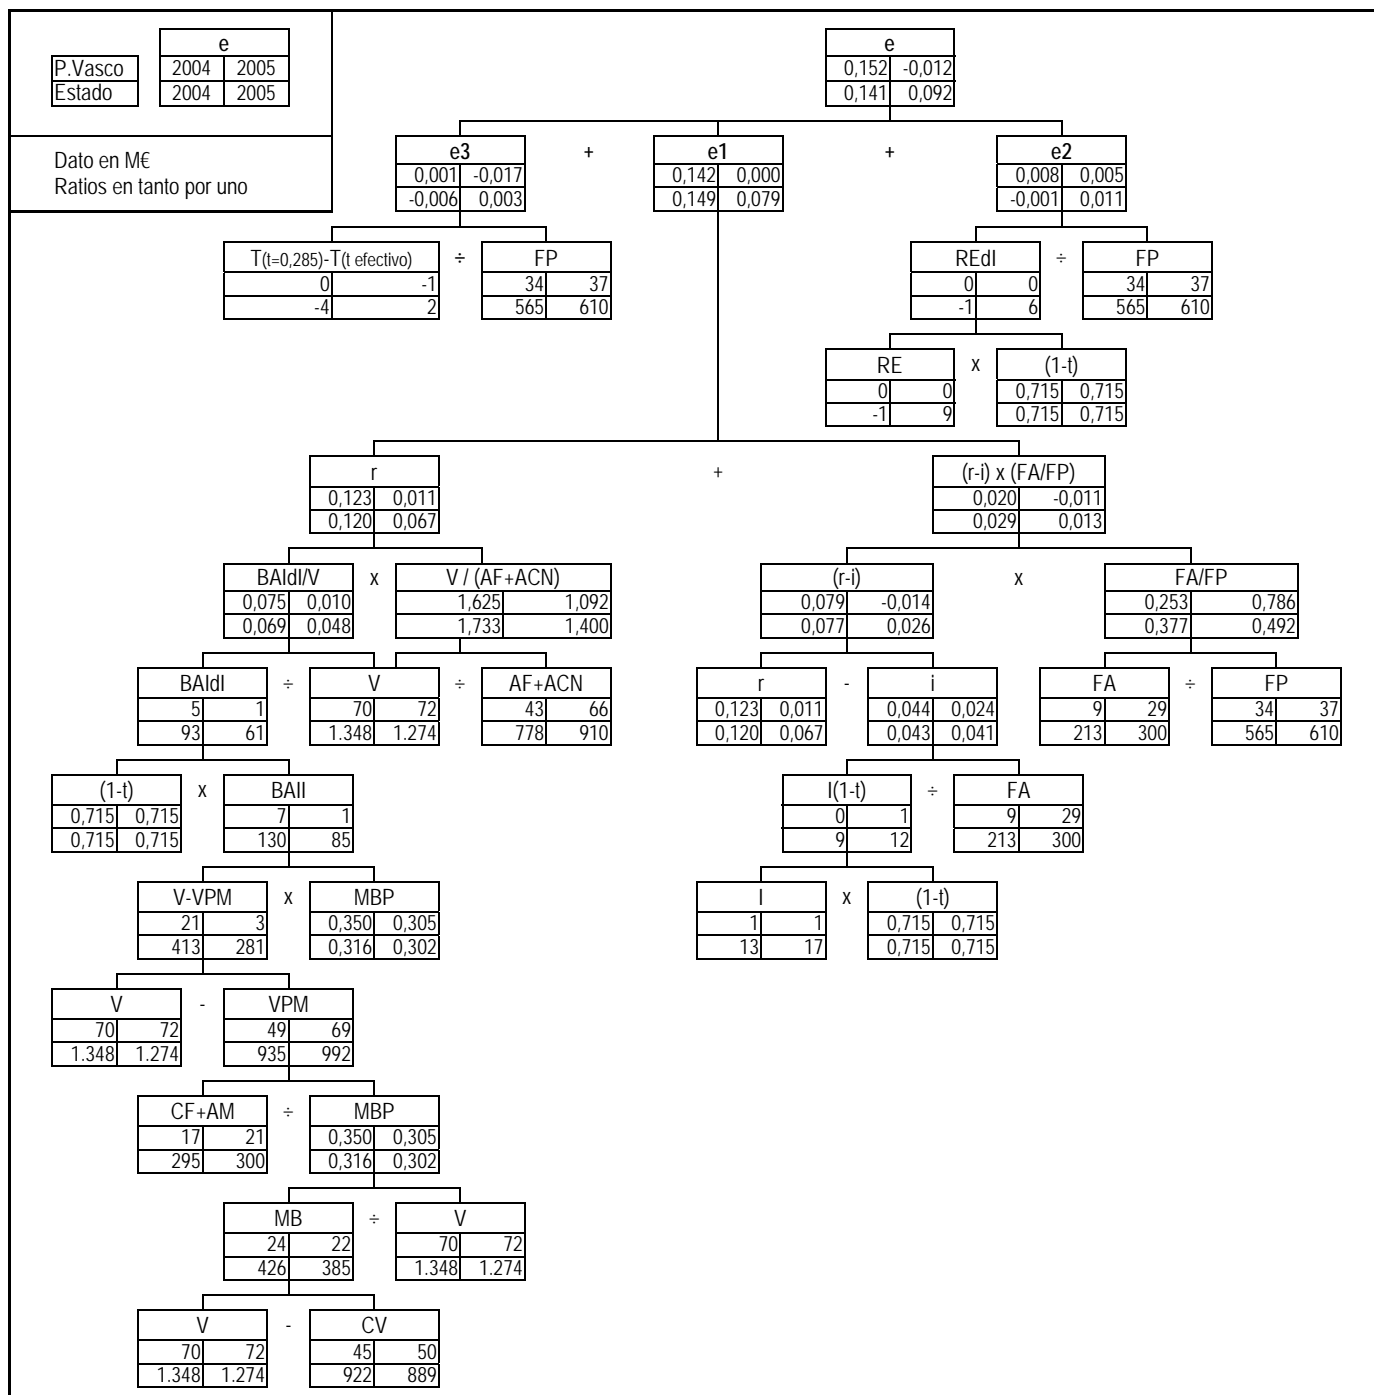 e e
P.Vasco 2004 2005 0,152 -0,012
Estado 2004 2005 0,141 0,092
Dato en M€
Ratios en tanto por uno
e3 + e1 + e2
0,001 -0,017 0,142 0,000 0,008 0,005
-0,006 0,003 0,149 0,079 -0,001 0,011
T(t=0,285)-T(t efectivo) ÷ FP REdI ÷ FP
0 -1 34 37 0 0 34 37
-4 2 565 610 -1 6 565 610
RE x (1-t)
0 0 0,715 0,715
-1 9 0,715 0,715
r + (r-i) x (FA/FP)
0,123 0,011 0,020 -0,011
0,120 0,067 0,029 0,013
BAIdI/V x V / (AF+ACN) (r-i) x FA/FP
0,075 0,010 1,625 1,092 0,079 -0,014 0,253 0,786
0,069 0,048 1,733 1,400 0,077 0,026 0,377 0,492
BAIdI ÷ V ÷ AF+ACN r - i FA ÷ FP
5 1 70 72 43 66 0,123 0,011 0,044 0,024 9 29 34 37
93 61 1.348 1.274 778 910 0,120 0,067 0,043 0,041 213 300 565 610
(1-t) x BAII I(1-t) ÷ FA
0,715 0,715 7 1 0 1 9 29
0,715 0,715 130 85 9 12 213 300
V-VPM x MBP I x (1-t)
21 3 0,350 0,305 1 1 0,715 0,715
413 281 0,316 0,302 13 17 0,715 0,715
V - VPM
70 72 49 69
1.348 1.274 935 992
CF+AM ÷ MBP
17 21 0,350 0,305
295 300 0,316 0,302
MB ÷ V
24 22 70 72
426 385 1.348 1.274
V - CV
70 72 45 50
1.348 1.274 922 889